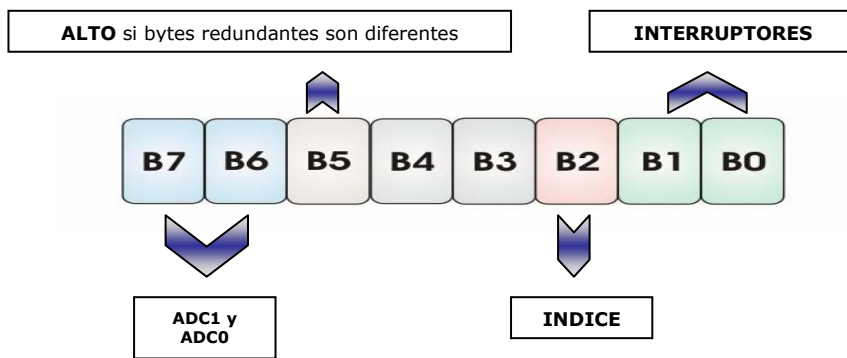 ALTO si bytes redundantes son diferentes
INTERRUPTORES
B7 B6 B5 B4 B3 B2 B1 B0
ADC1 y
ADC0
INDICE